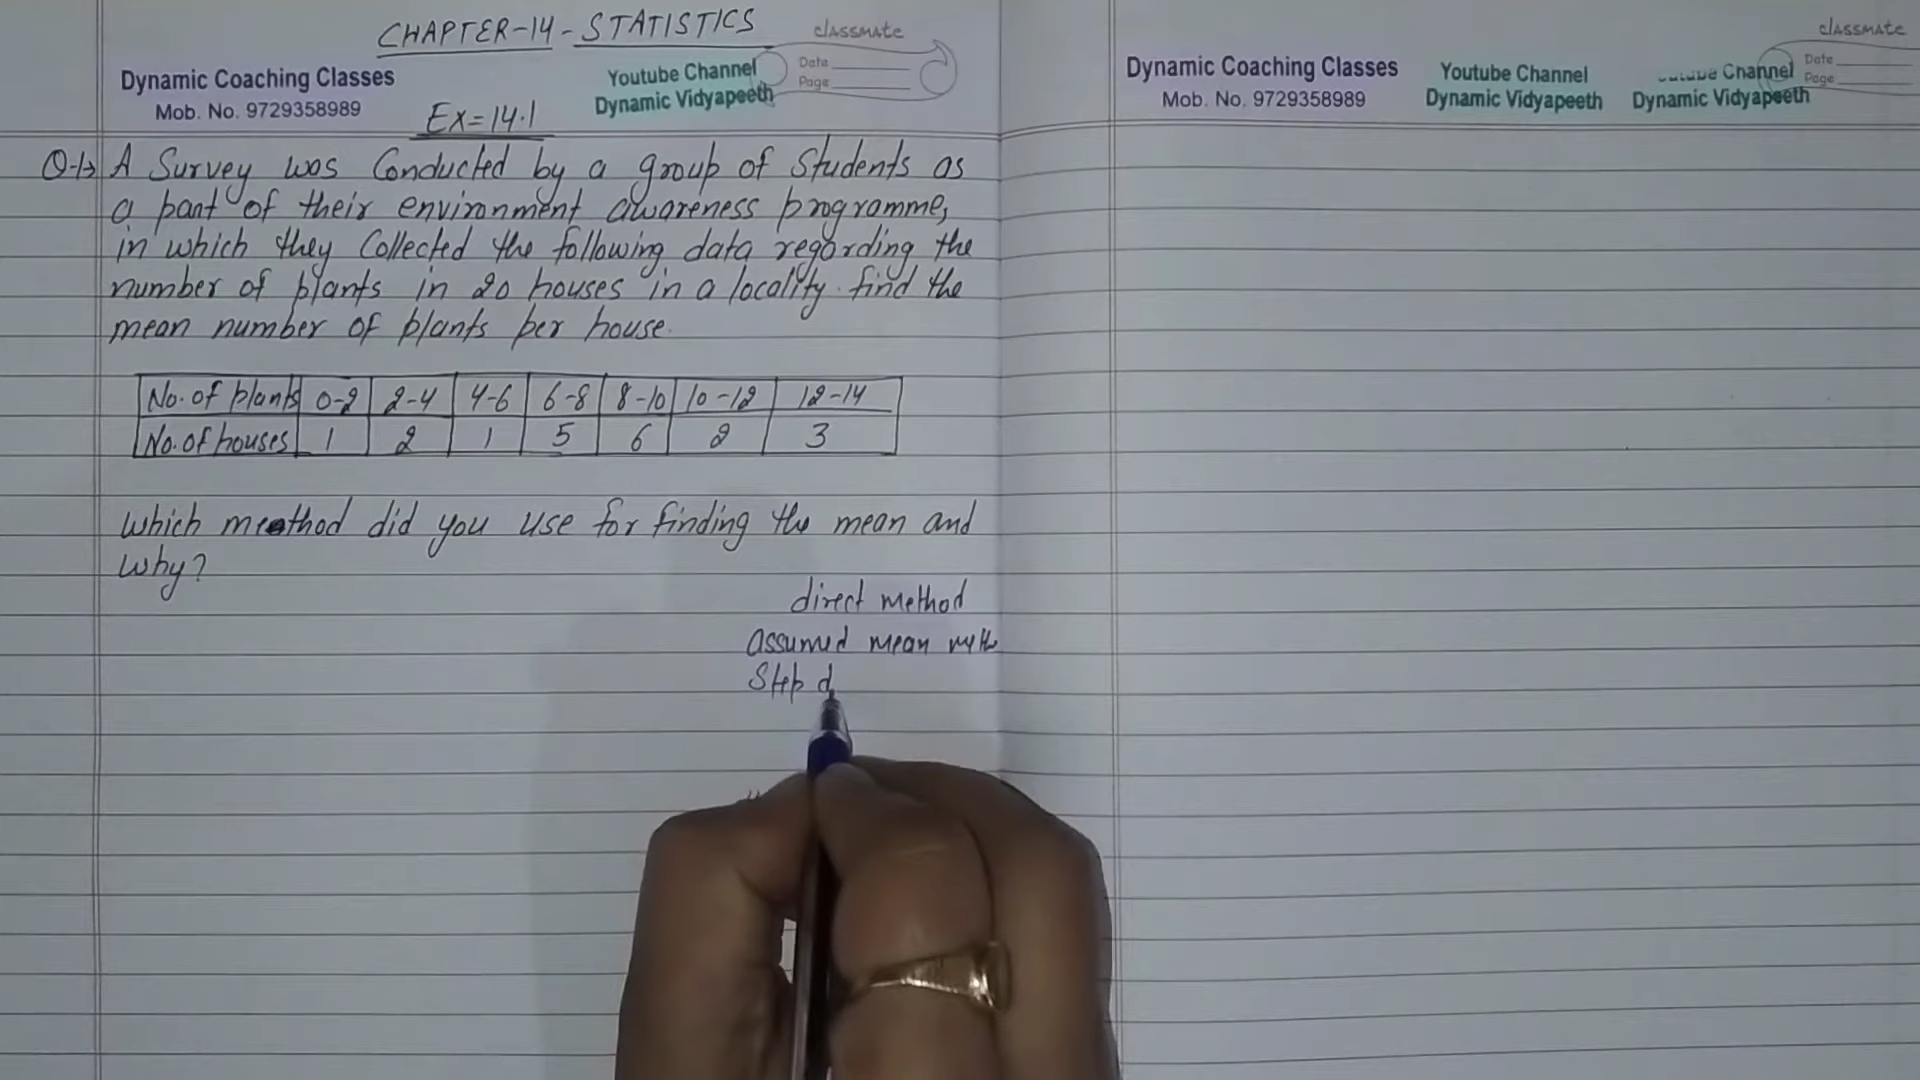 CHAPTER-14-STATISTICS
classmate
Date
Page
Dynamic Coaching Classes
Mob. No. 9729358989
Youtube Channel
Dynamic Vidyapeeth
Ex=14.1
Q-1> A Survey was Conducted by a group of Students as
a part of their environment awareness programme,
in which they Collected the following data regarding the
number of plants in 20 houses in a locality. find the
mean number of plants per house.
No. of plants 0-2 2-4 4-6 6-8 8-10 10-12 12-14
No. of houses 1 2 1 5 6 2 3
Which method did you use for finding the mean and
why?
direct method
Assumed mean
Step d
classmate
Date
Page
Dynamic Coaching Classes
Mob. No. 9729358989
Youtube Channel
Dynamic Vidyapeeth
Channel
Dynamic Vidyapeeth